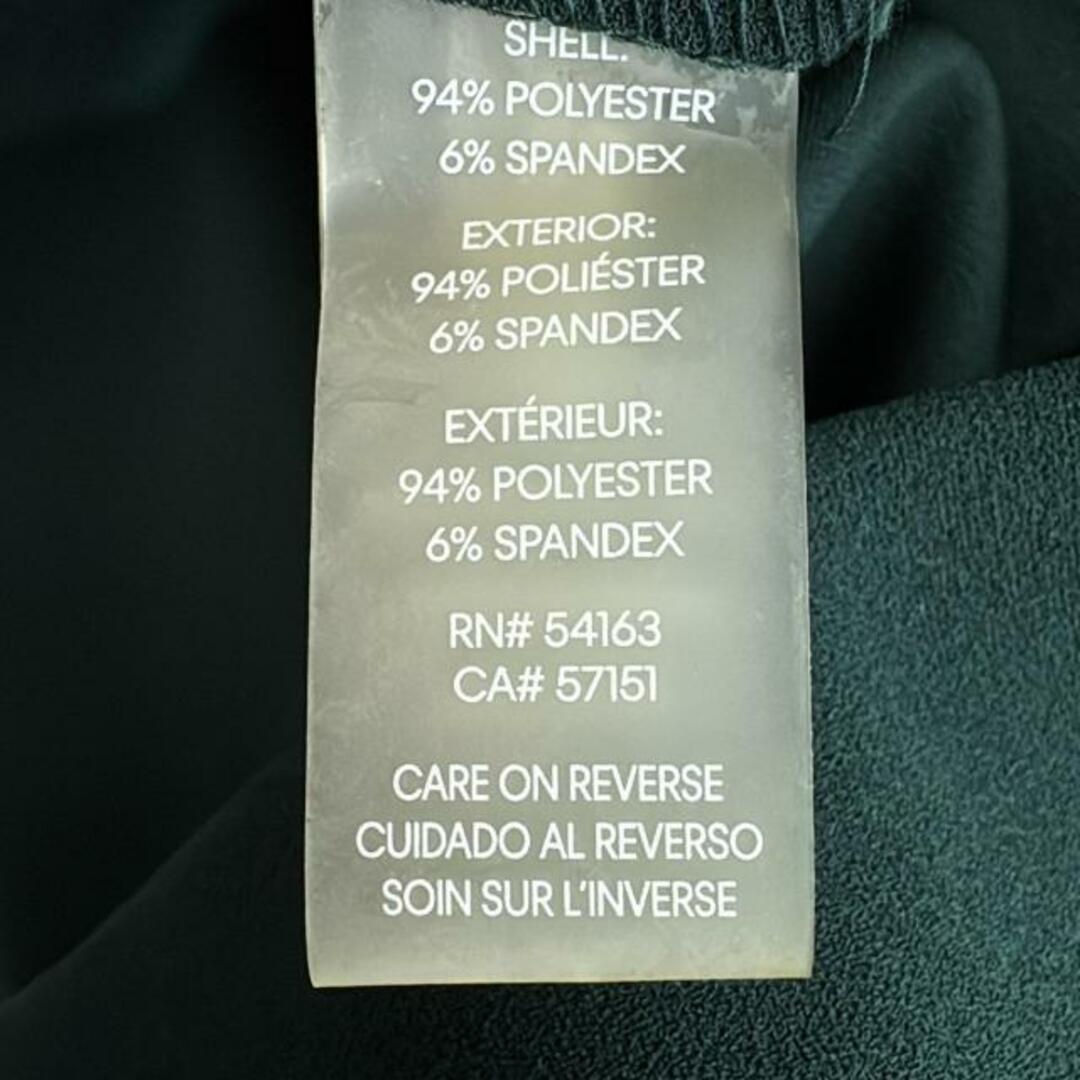 SHELL:
94% POLYESTER
6% SPANDEX
EXTERIOR:
94% POLIÉSTER
6% SPANDEX
EXTÉRIEUR:
94% POLYESTER
6% SPANDEX
RN# 54163
CA# 57151
CARE ON REVERSE
CUIDADO AL REVERSO
SOIN SUR L'INVERSE